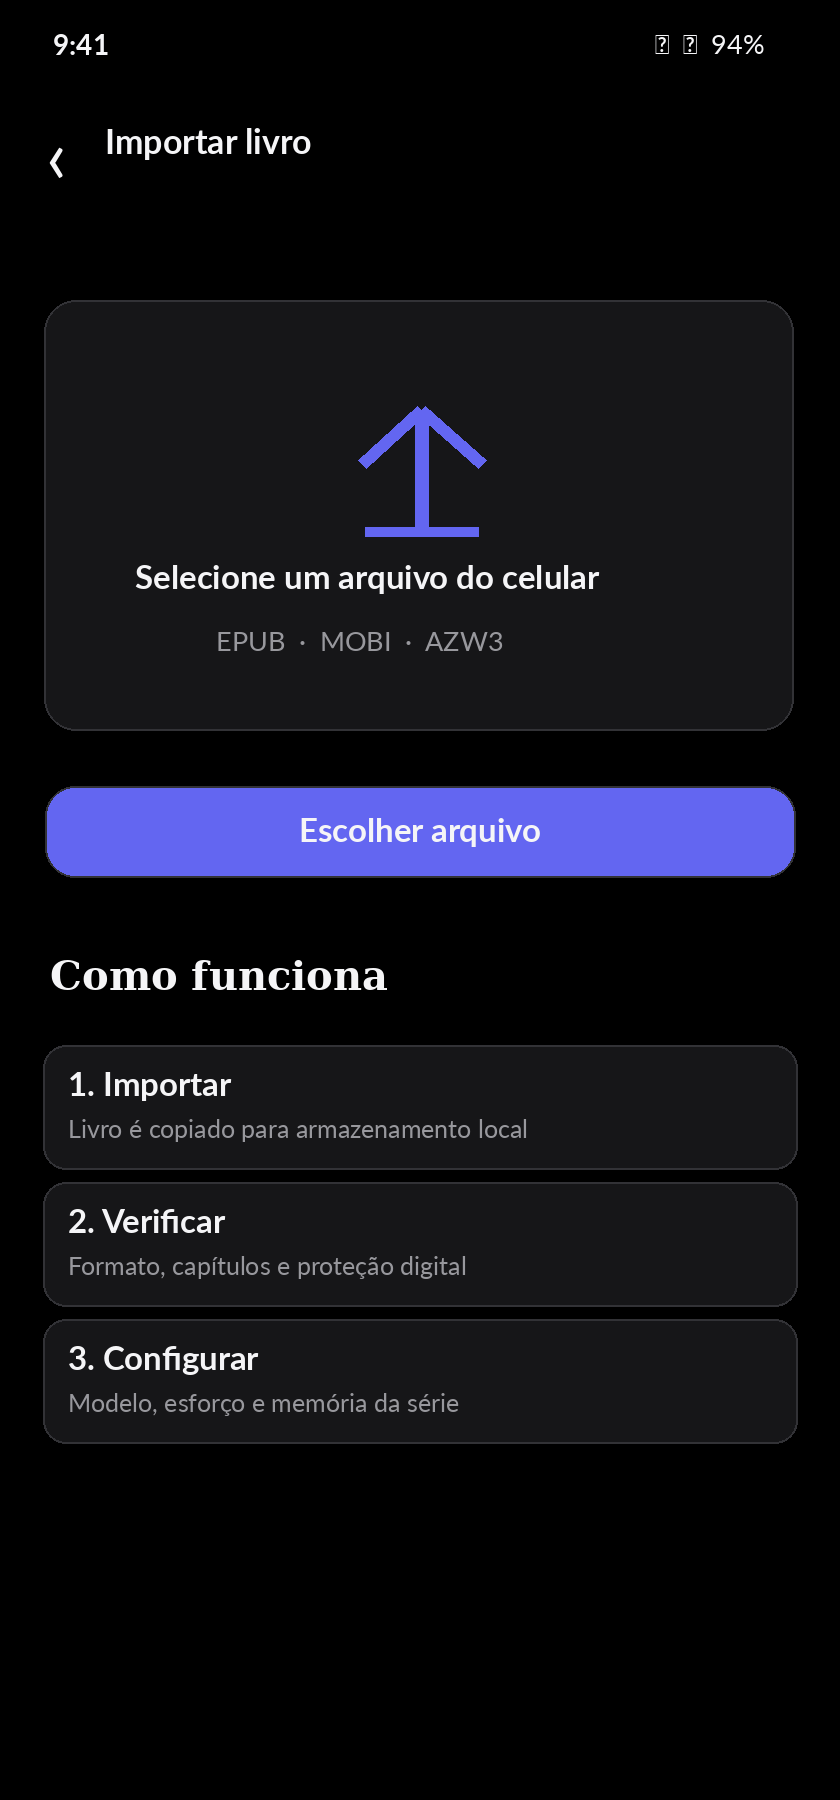 9:41
94%
Importar livro
Selecione um arquivo do celular
EPUB · MOBI · AZW3
Escolher arquivo
Como funciona
1. Importar
Livro é copiado para armazenamento local
2. Verificar
Formato, capítulos e proteção digital
3. Configurar
Modelo, esforço e memória da série